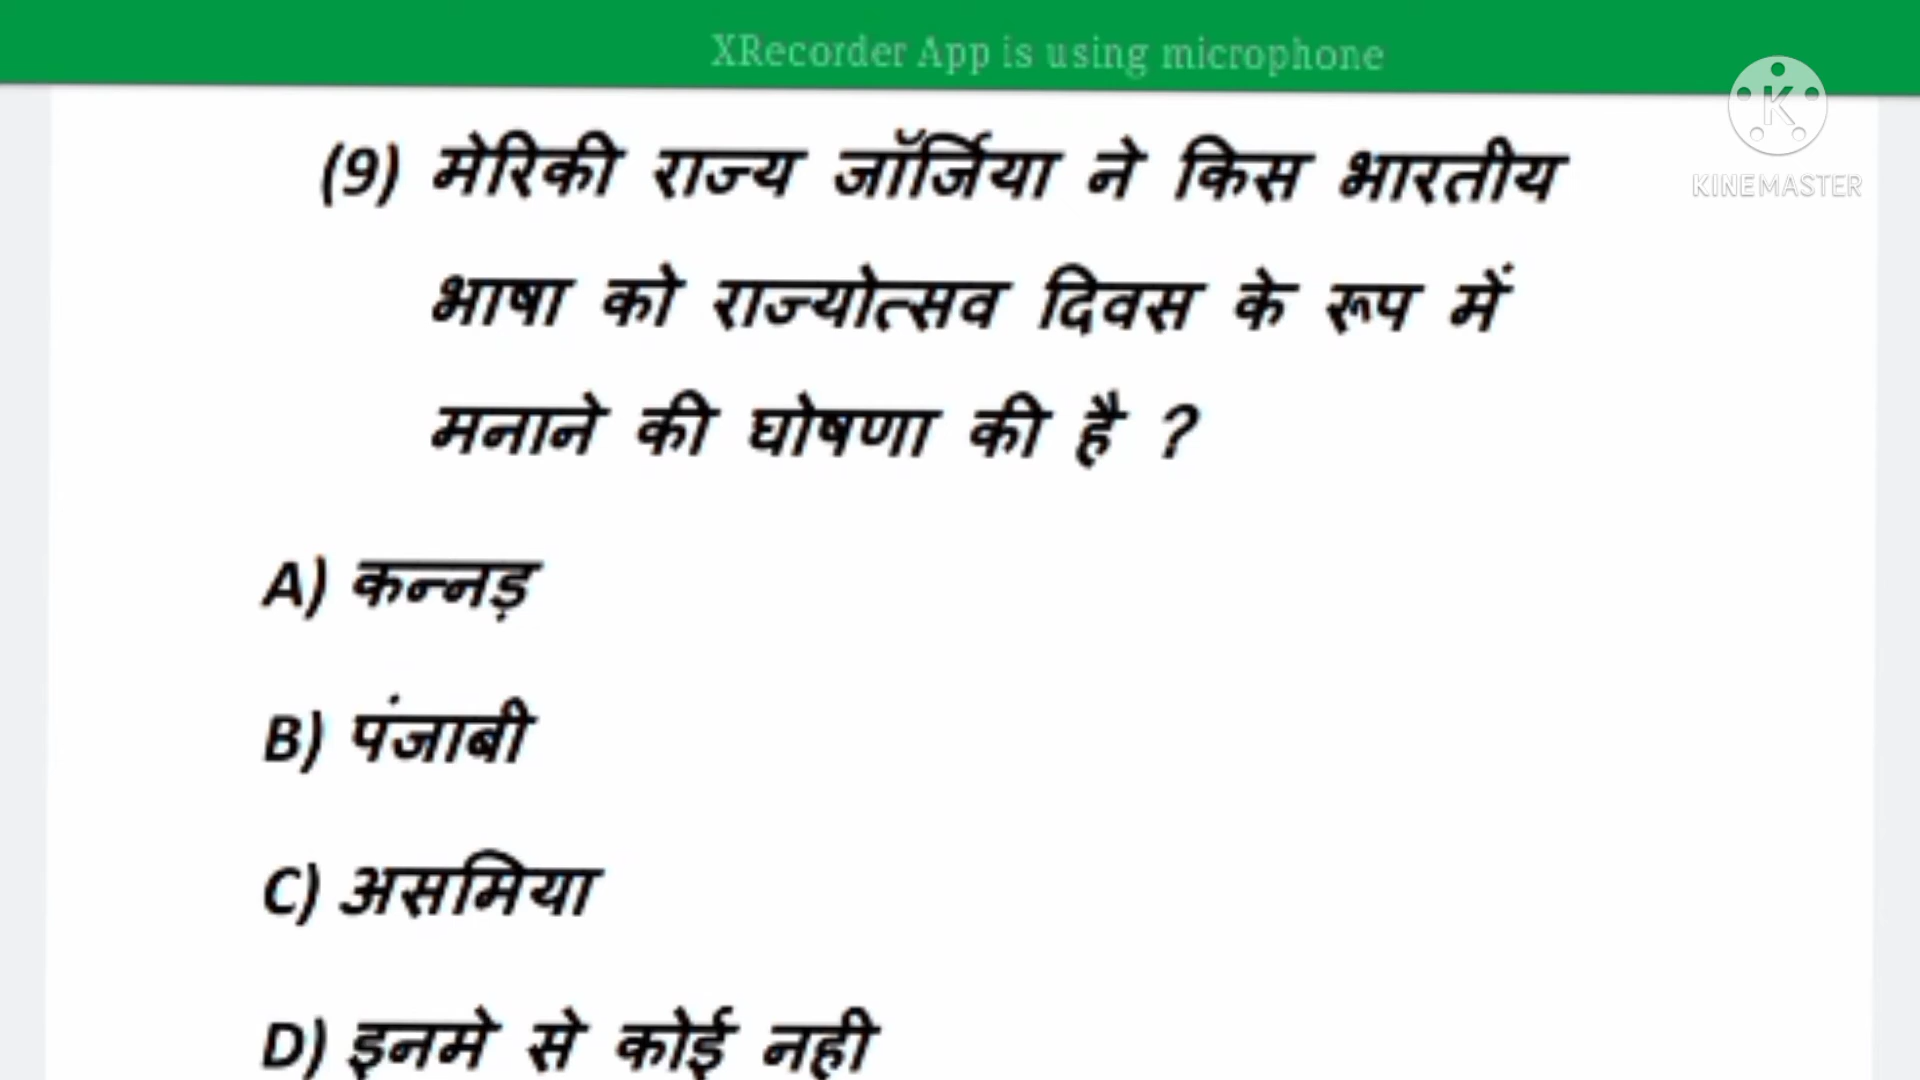 XRecorder App is using microphone
KINEMASTER
(9) मेरिकी राज्य जॉर्जिया ने किस भारतीय
भाषा को राज्योत्सव दिवस के रूप में
मनाने की घोषणा की है ?
A) कन्नड़
B) पंजाबी
C) असमिया
D) इनमे से कोई नही